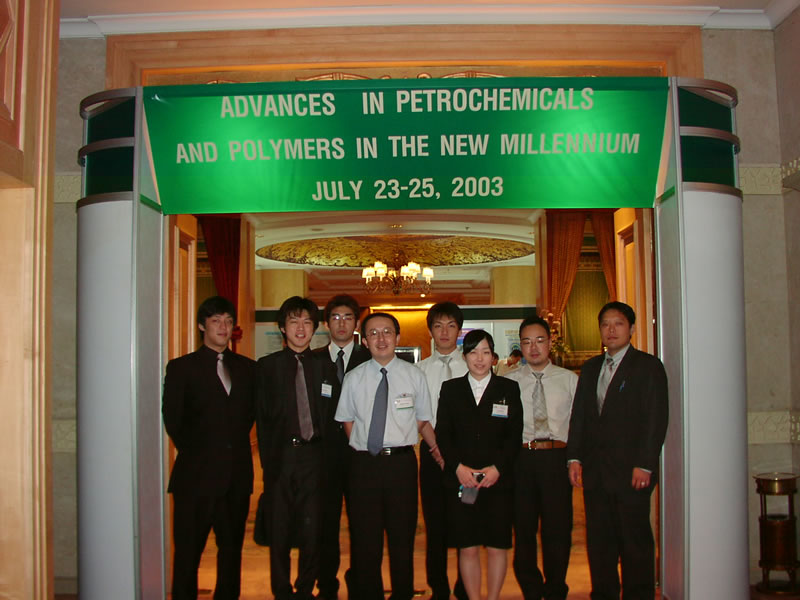 ADVANCES IN PETROCHEMICALS
AND POLYMERS IN THE NEW MILLENNIUM
JULY 23-25, 2003